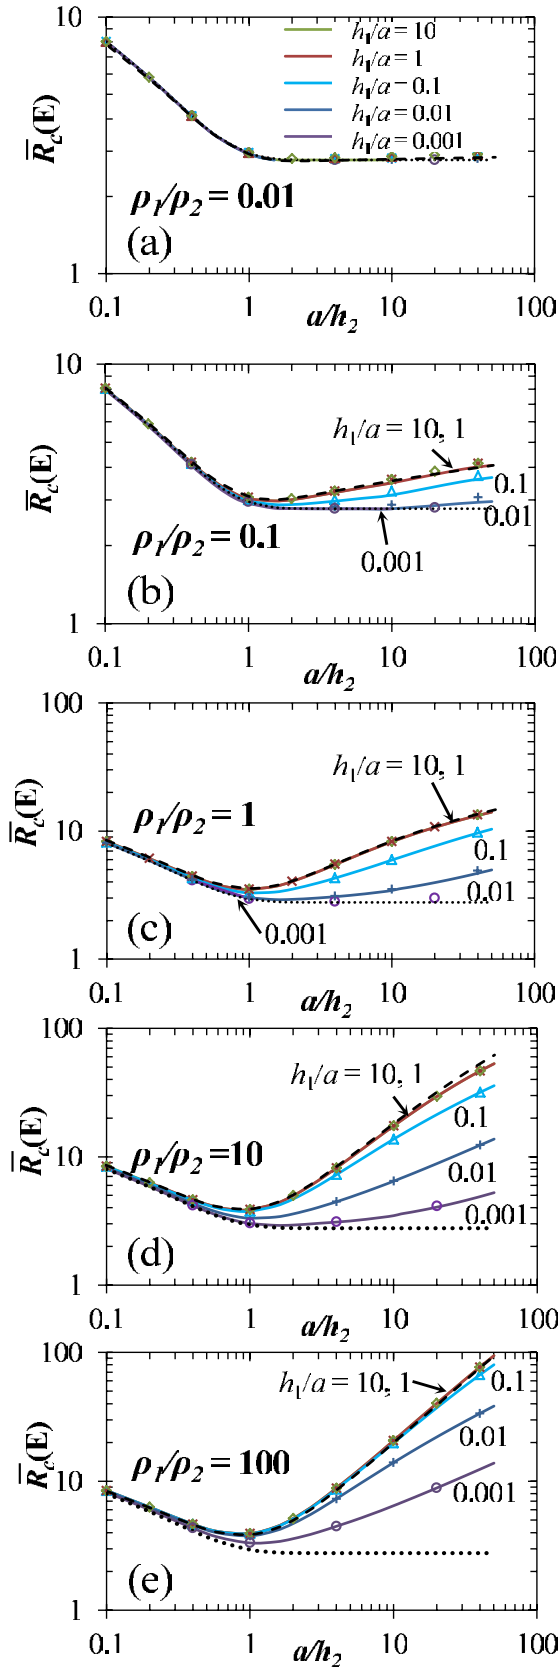 10
h₁/a = 10
h₁/a = 1
h₁/a = 0.1
h₁/a = 0.01
h₁/a = 0.001
R̅c(E)
ρ₁/ρ₂ = 0.01
(a)
1
0.1 1 10 100
a/h₂
10
h₁/a = 10, 1
0.1
R̅c(E)
0.01
ρ₁/ρ₂ = 0.1
0.001
(b)
1
0.1 1 10 100
a/h₂
100
h₁/a = 10, 1
R̅c(E)
ρ₁/ρ₂ = 1
10
0.1
0.01
(c)
0.001
1
0.1 1 10 100
a/h₂
100
h₁/a = 10, 1
0.1
R̅c(E)
ρ₁/ρ₂ = 10
10
0.01
0.001
(d)
1
0.1 1 10 100
a/h₂
100
h₁/a = 10, 1
0.1
0.01
R̅c(E)
ρ₁/ρ₂ = 100
10
0.001
(e)
1
0.1 1 10 100
a/h₂